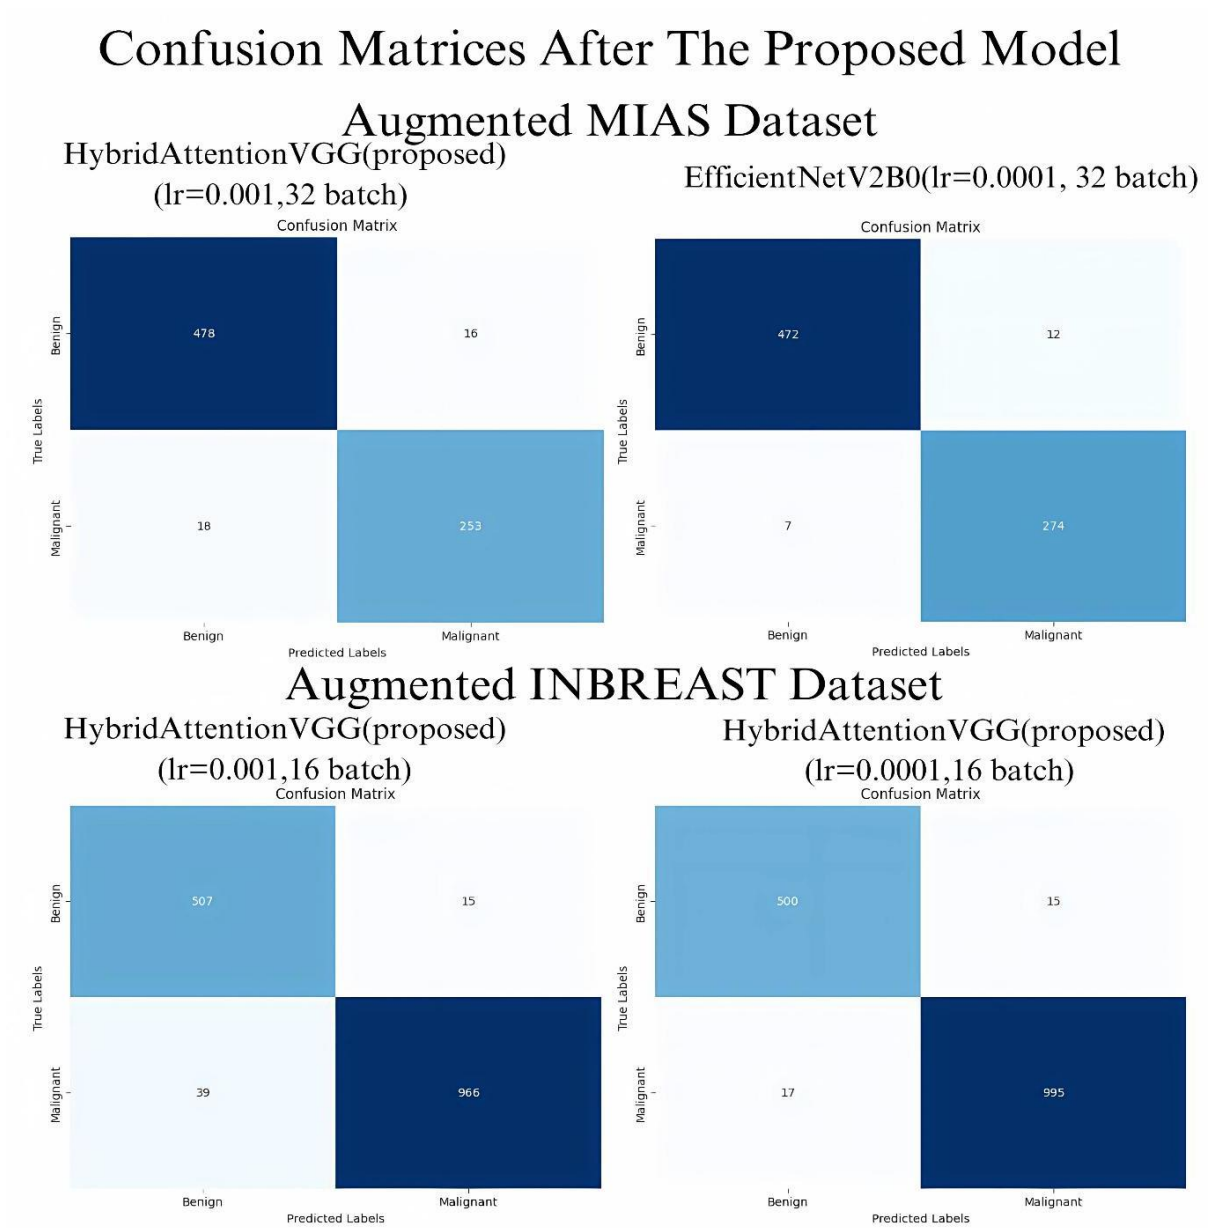 Confusion Matrices After The Proposed Model
Augmented MIAS Dataset
HybridAttentionVGG(proposed)
(lr=0.001,32 batch)
Confusion Matrix
Benign
478
16
True Labels
Malignant
18
253
Benign
Malignant
Predicted Labels
EfficientNetV2B0(lr=0.0001, 32 batch)
Confusion Matrix
Benign
472
12
True Labels
Malignant
7
274
Benign
Malignant
Predicted Labels
Augmented INBREAST Dataset
HybridAttentionVGG(proposed)
(lr=0.001,16 batch)
Confusion Matrix
Benign
507
15
True Labels
Malignant
39
966
Benign
Malignant
Predicted Labels
HybridAttentionVGG(proposed)
(lr=0.0001,16 batch)
Confusion Matrix
Benign
500
15
True Labels
Malignant
17
995
Benign
Malignant
Predicted Labels